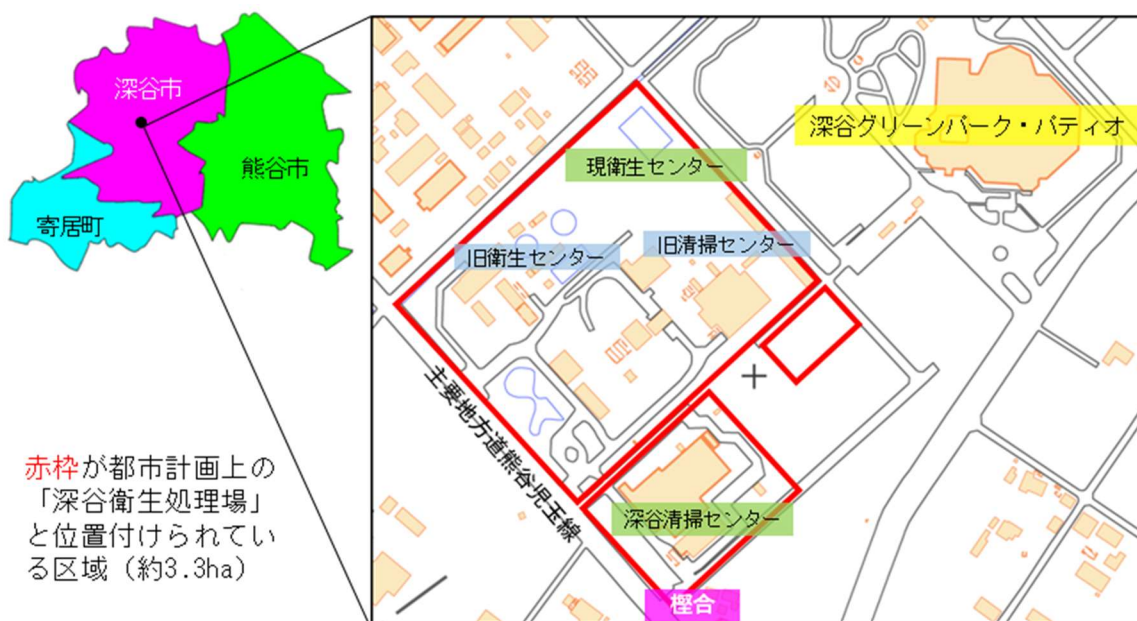 深谷市
熊谷市
寄居町
赤枠が都市計画上の
「深谷衛生処理場」
と位置付けられてい
る区域（約3.3ha）
深谷グリーンパーク・パティオ
現衛生センター
旧衛生センター
旧清掃センター
主要地方道熊谷児玉線
深谷清掃センター
樫合